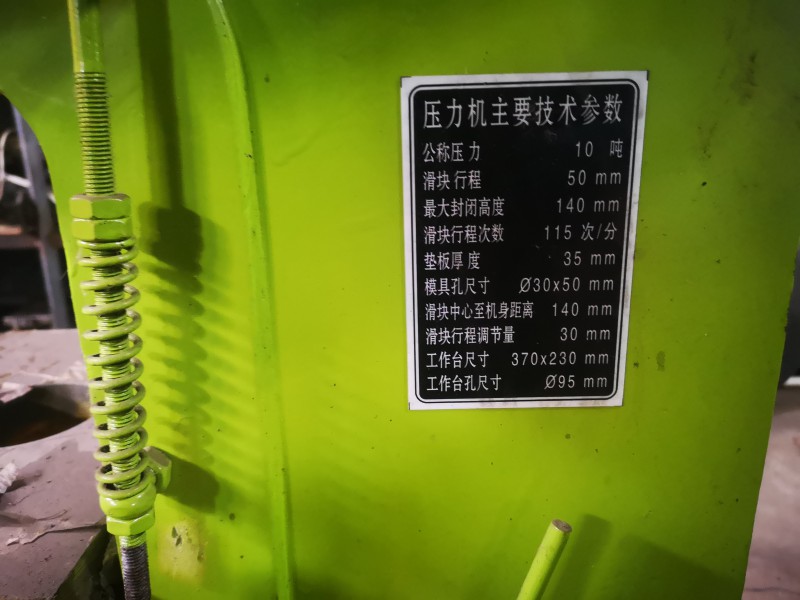 压力机主要技术参数
公称压力 10 吨
滑块行程 50 mm
最大封闭高度 140 mm
滑块行程次数 115 次/分
垫板厚度 35 mm
模具孔尺寸 Ø30x50 mm
滑块中心至机身距离 140 mm
滑块行程调节量 30 mm
工作台尺寸 370x230 mm
工作台孔尺寸 Ø95 mm